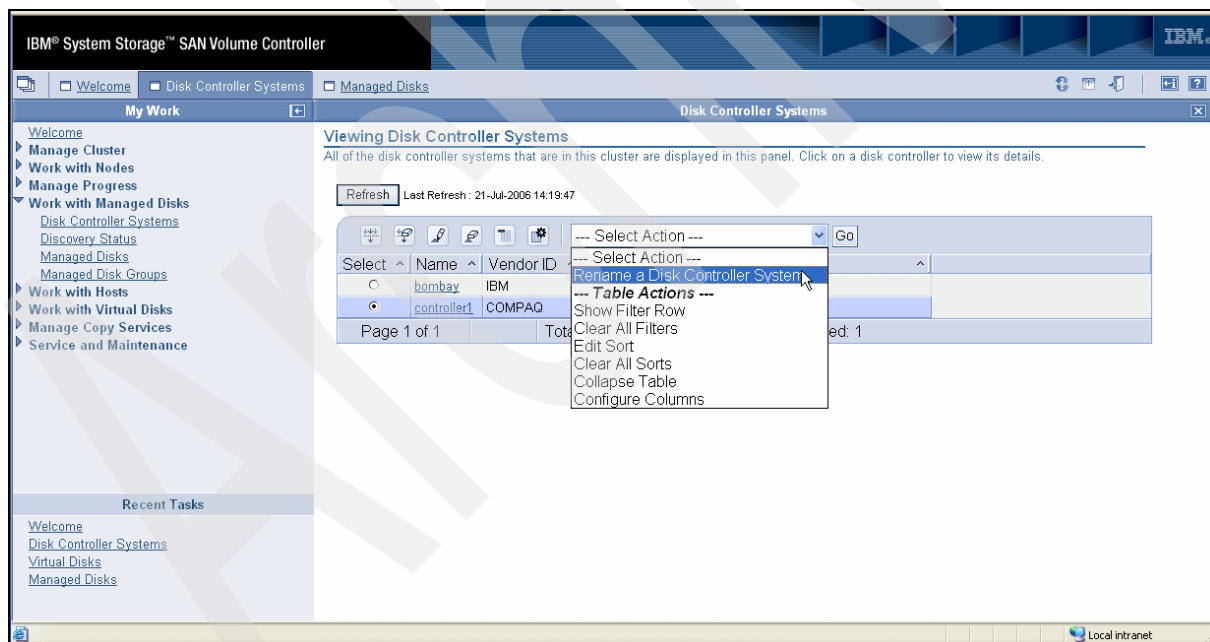 IBM® System Storage™ SAN Volume Controller
IBM®
Welcome Disk Controller Systems Managed Disks
My Work
Disk Controller Systems
Welcome
Manage Cluster
Work with Nodes
Manage Progress
Work with Managed Disks
Disk Controller Systems
Discovery Status
Managed Disks
Managed Disk Groups
Work with Hosts
Work with Virtual Disks
Manage Copy Services
Service and Maintenance
Recent Tasks
Welcome
Disk Controller Systems
Virtual Disks
Managed Disks
Viewing Disk Controller Systems
All of the disk controller systems that are in this cluster are displayed in this panel. Click on a disk controller to view its details.
Refresh Last Refresh : 21-Jul-2006 14:19:47
--- Select Action --- Go
Select Name Vendor ID
bombay IBM
controller1 COMPAQ
Page 1 of 1 ed: 1
--- Select Action ---
Rename a Disk Controller System
--- Table Actions ---
Show Filter Row
Clear All Filters
Edit Sort
Clear All Sorts
Collapse Table
Configure Columns
Local intranet